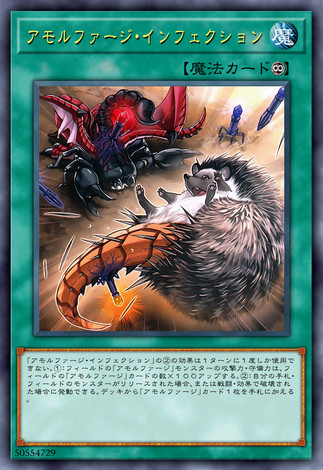 アモルファージ・インフェクション
魔
【魔法カード】
「アモルファージ・インフェクション」の②の効果は1ターンに1度しか使用で
きない。①:フィールドの「アモルファージ」モンスターの攻撃力・守備力は、フ
ィールドの「アモルファージ」カードの数×100アップする。②:自分の手札・
フィールドのモンスターがリリースされた場合、または戦闘・効果で破壊され
た場合に発動できる。デッキから「アモルファージ」カード1枚を手札に加える
。
50554729